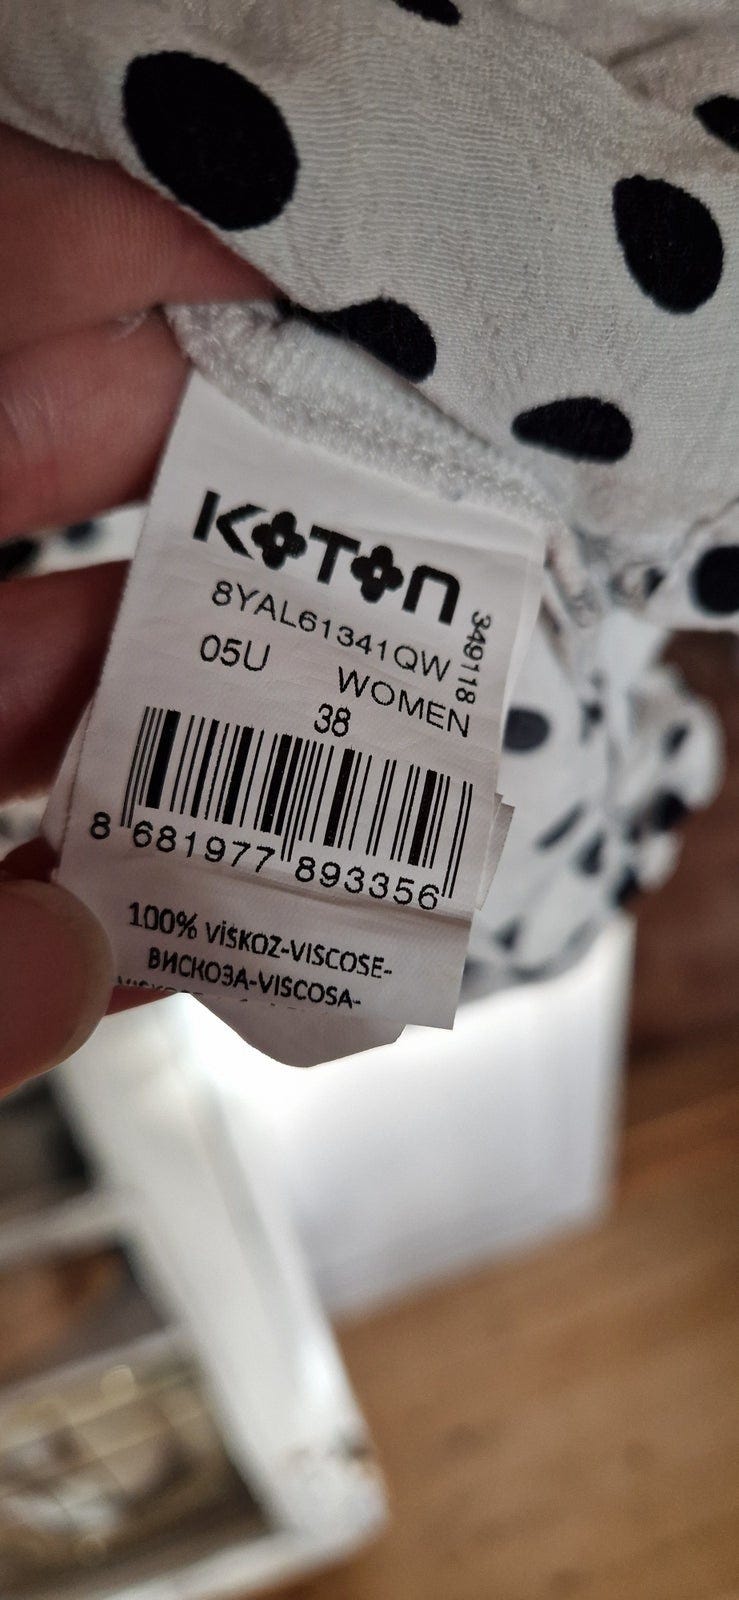 KOTON
8YAL61341QW
349118
05U WOMEN
38
8 681977 893356
100% VİSKOZ-VISCOSE-
ВИСКОЗА-VISCOSA-